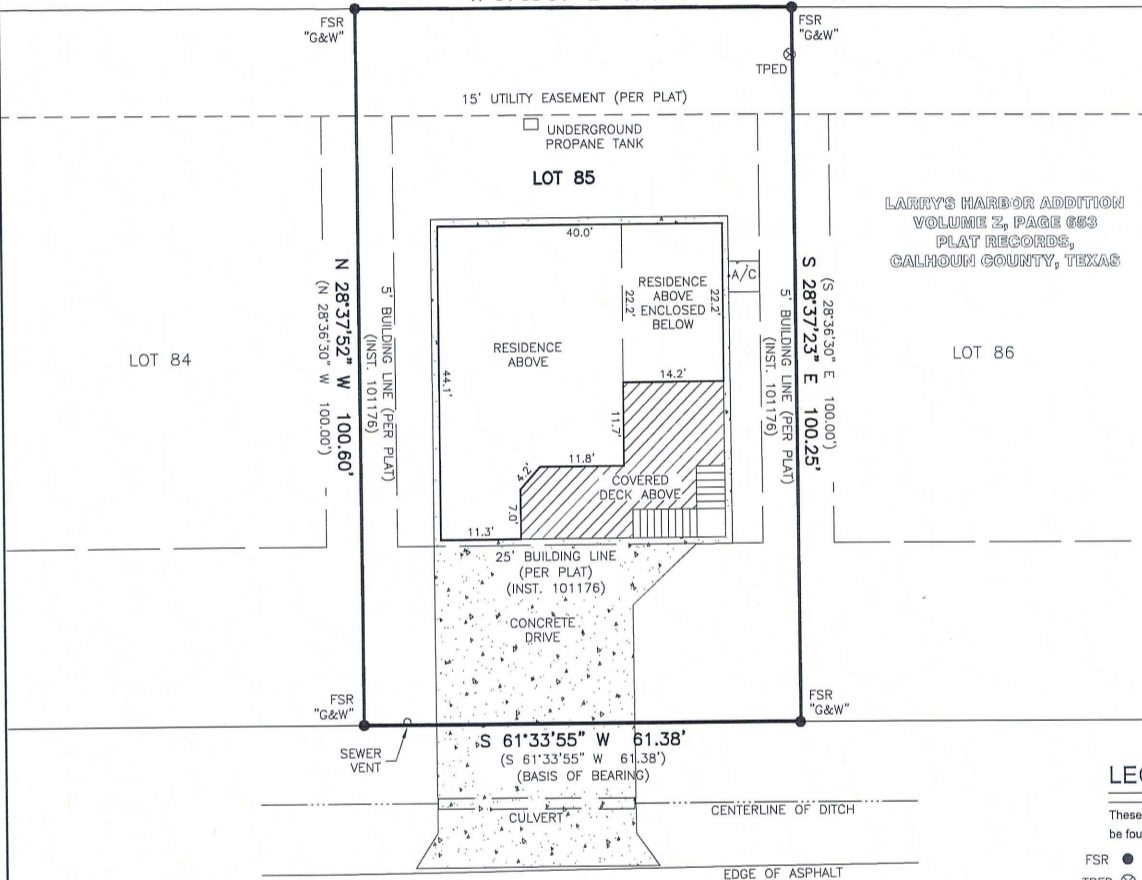 FSR
"G&W"
FSR
"G&W"
TPED
15' UTILITY EASEMENT (PER PLAT)
UNDERGROUND
PROPANE TANK
LOT 85
LARRY'S HARBOR ADDITION
VOLUME Z, PAGE 653
PLAT RECORDS,
CALHOUN COUNTY, TEXAS
40.0'
A/C
RESIDENCE
ABOVE
ENCLOSED
BELOW
22.2'
22.2'
N 28°37'52" W 100.60'
(N 28°36'30" W 100.00')
5' BUILDING LINE (PER PLAT)
(INST. 101176)
S 28°37'23" E 100.25'
(S 28°36'30" E 100.00')
5' BUILDING LINE (PER PLAT)
(INST. 101176)
LOT 84
RESIDENCE
ABOVE
LOT 86
44.1'
14.2'
11.7'
11.8'
4.2'
COVERED
DECK ABOVE
7.0'
11.3'
25' BUILDING LINE
(PER PLAT)
(INST. 101176)
CONCRETE
DRIVE
FSR
"G&W"
FSR
"G&W"
SEWER
VENT
S 61°33'55" W 61.38'
(S 61°33'55" W 61.38')
(BASIS OF BEARING)
CULVERT
CENTERLINE OF DITCH
EDGE OF ASPHALT
LEG
These
be fou
FSR
TPED